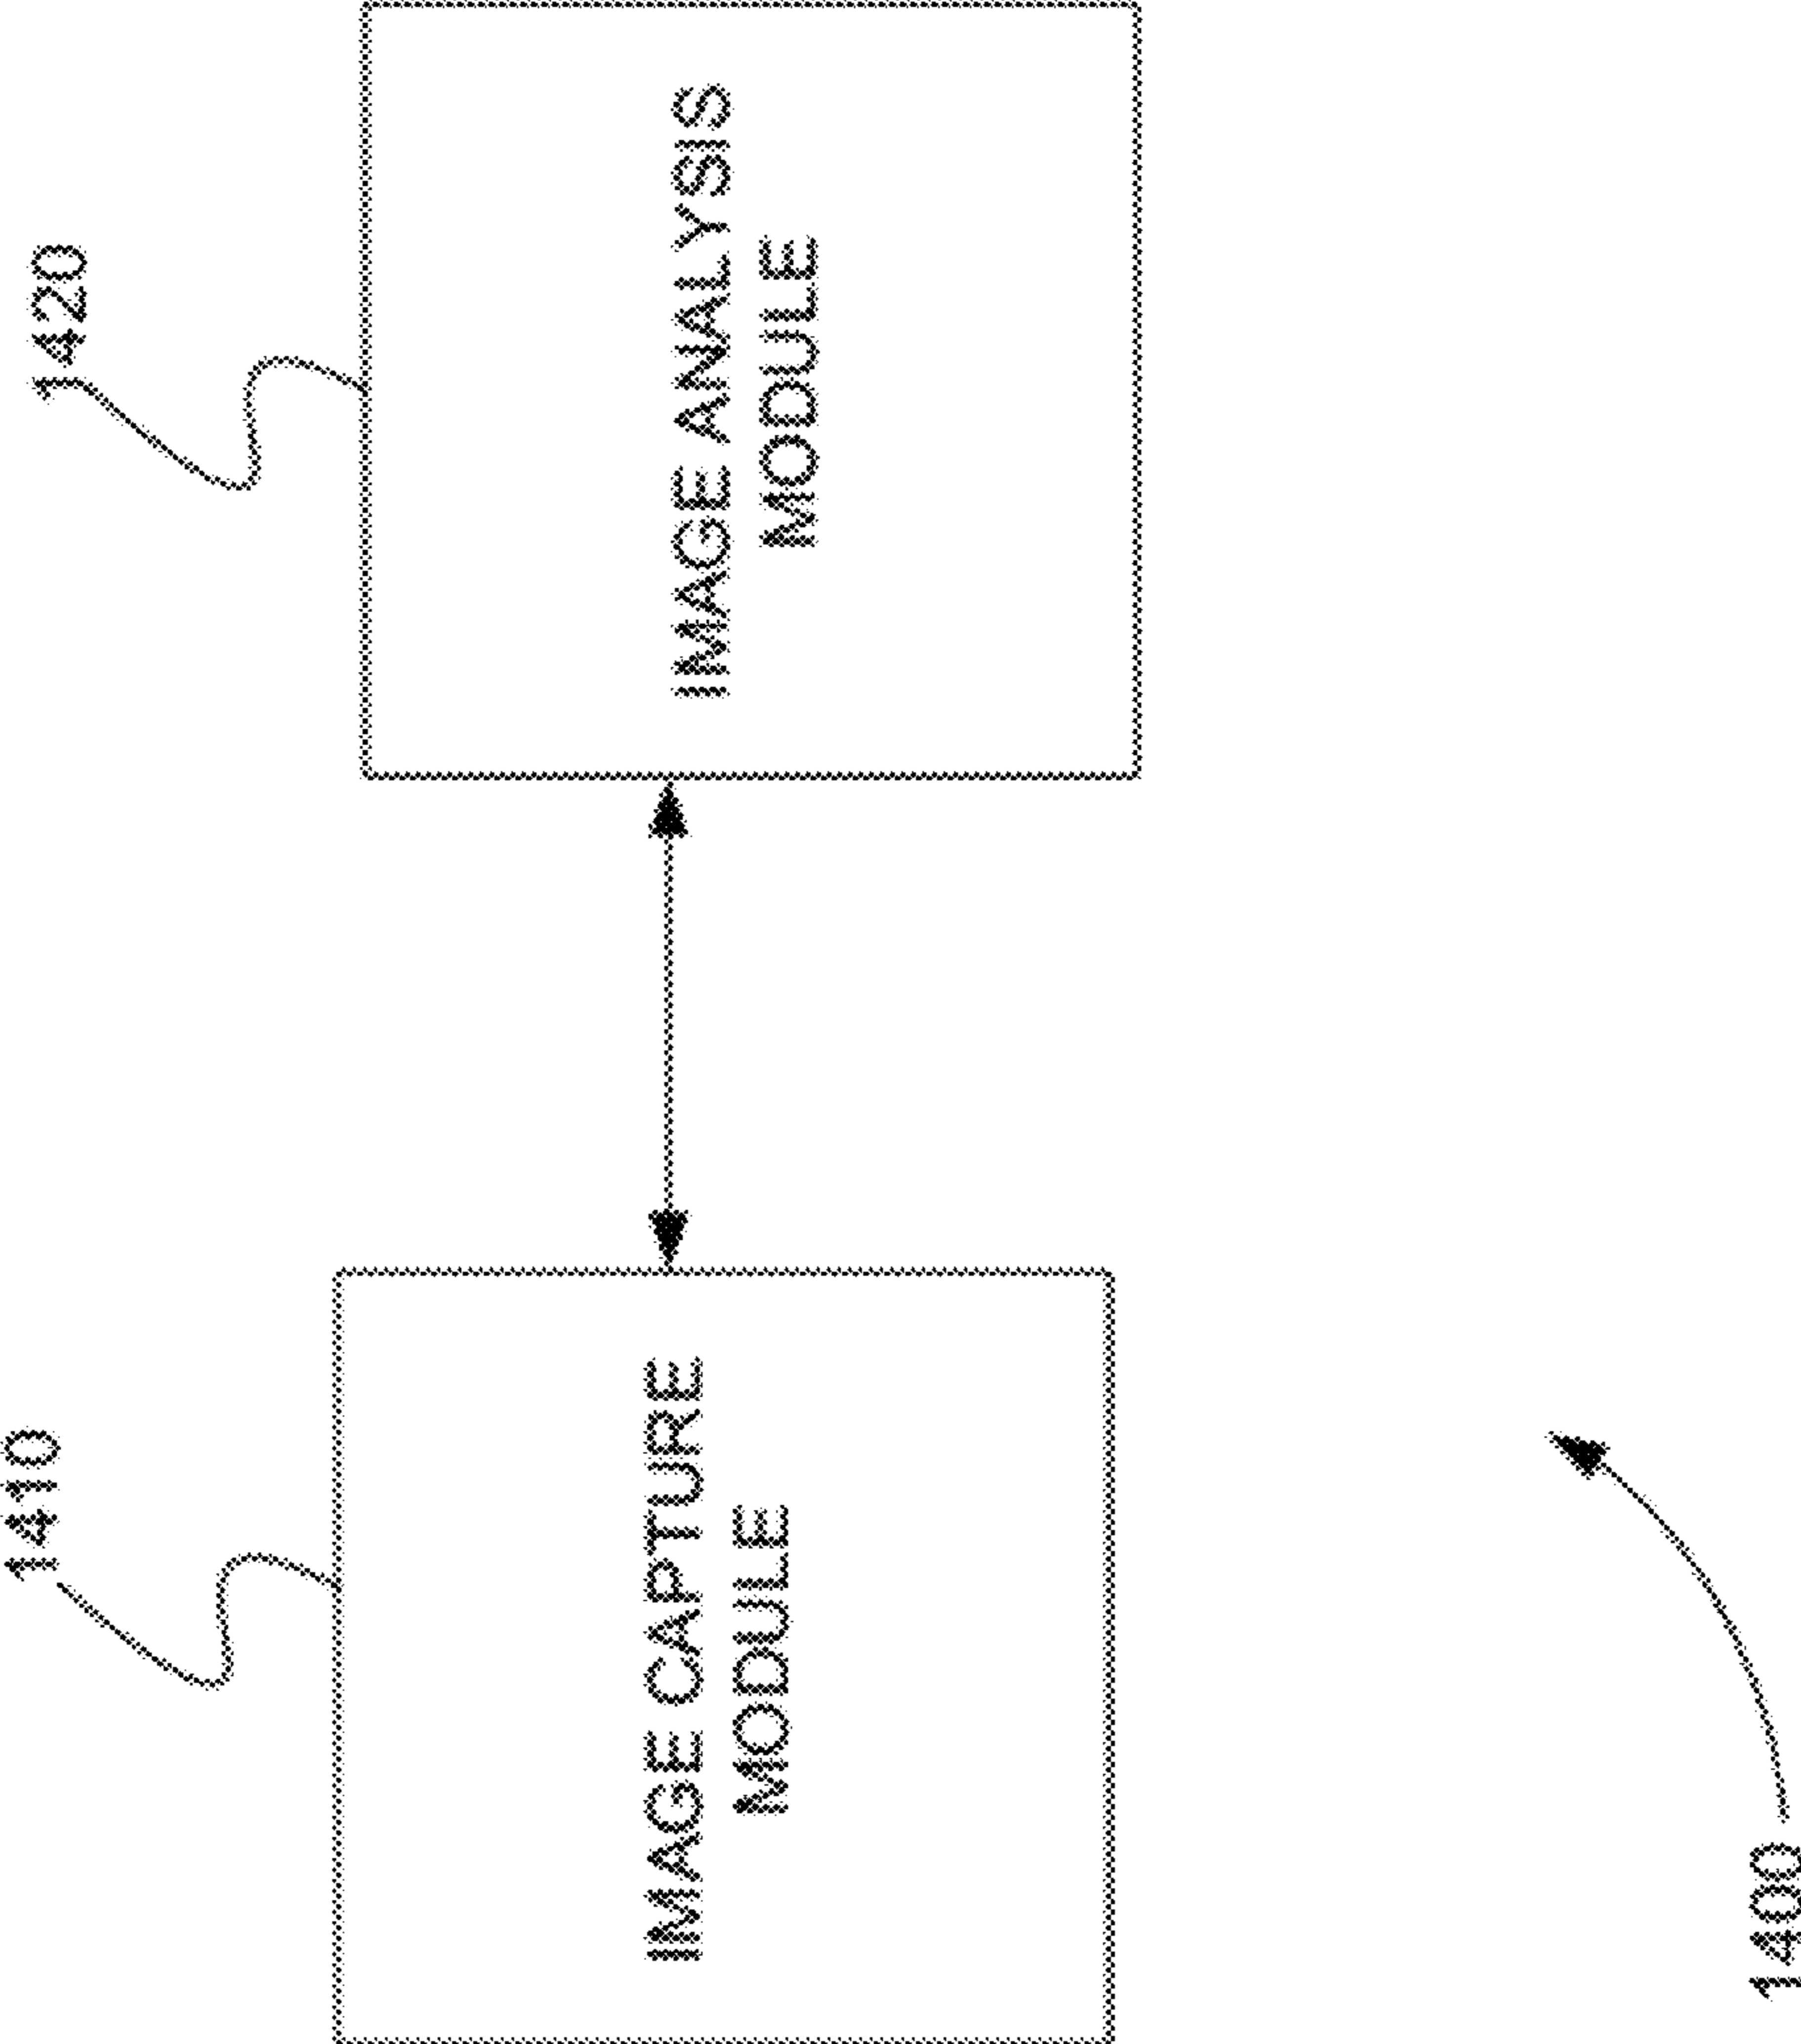 1410
1420
IMAGE CAPTURE
MODULE
IMAGE ANALYSIS
MODULE
1400